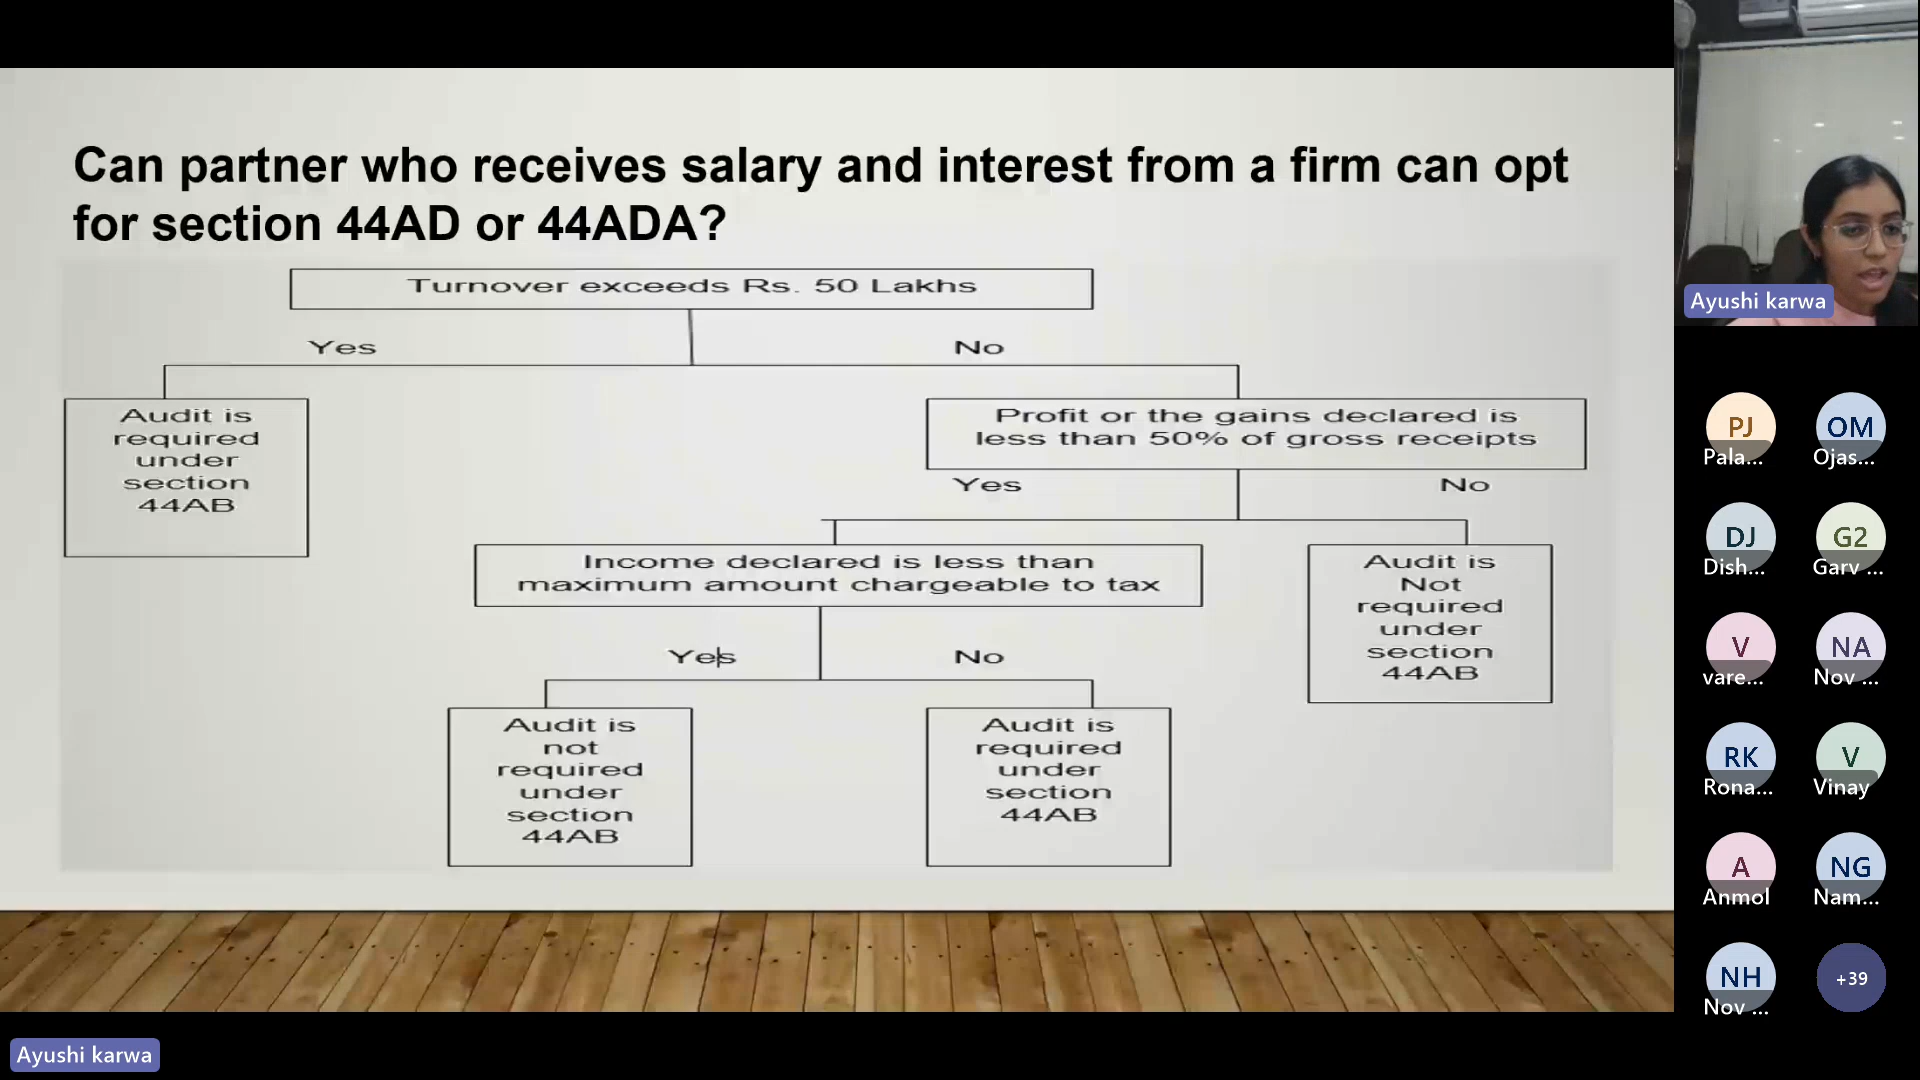 Can partner who receives salary and interest from a firm can opt
for section 44AD or 44ADA?
Turnover exceeds Rs. 50 Lakhs
Yes
No
Audit is
required
under
section
44AB
Profit or the gains declared is
less than 50% of gross receipts
Yes
No
Income declared is less than
maximum amount chargeable to tax
Audit is
Not
required
under
section
44AB
Yes
No
Audit is
not
required
under
section
44AB
Audit is
required
under
section
44AB
Ayushi karwa
PJ
Pala...
OM
Ojas...
DJ
Dish...
G2
Garv ...
V
vare...
NA
Nov ...
RK
Rona...
V
Vinay
A
Anmol
NG
Nam...
NH
Nov ...
+39
Ayushi karwa